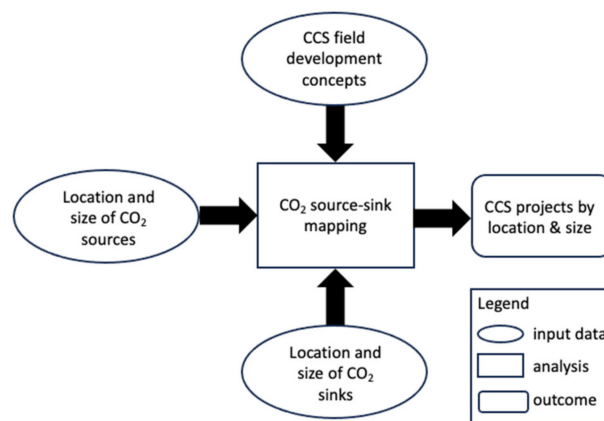 CCS field
development
concepts
Location and
size of CO₂
sources
CO₂ source-sink
mapping
CCS projects by
location & size
Location and
size of CO₂
sinks
Legend
input data
analysis
outcome